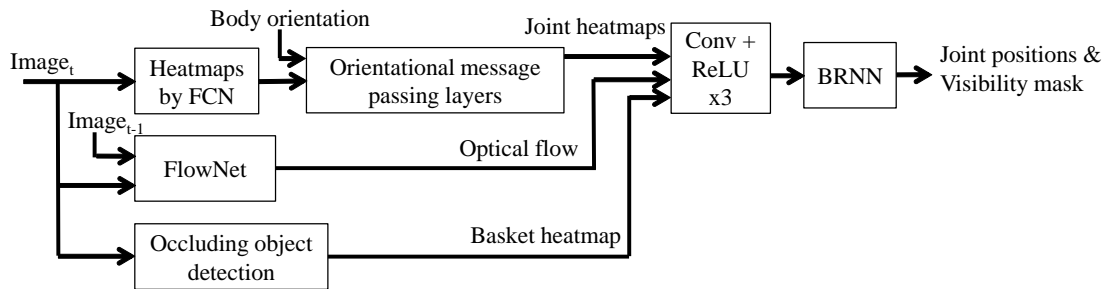 Body orientation
Joint heatmaps
Image_t
Heatmaps
by FCN
Orientational message
passing layers
Conv +
ReLU
x3
BRNN
Joint positions &
Visibility mask
Image_t-1
FlowNet
Optical flow
Occluding object
detection
Basket heatmap